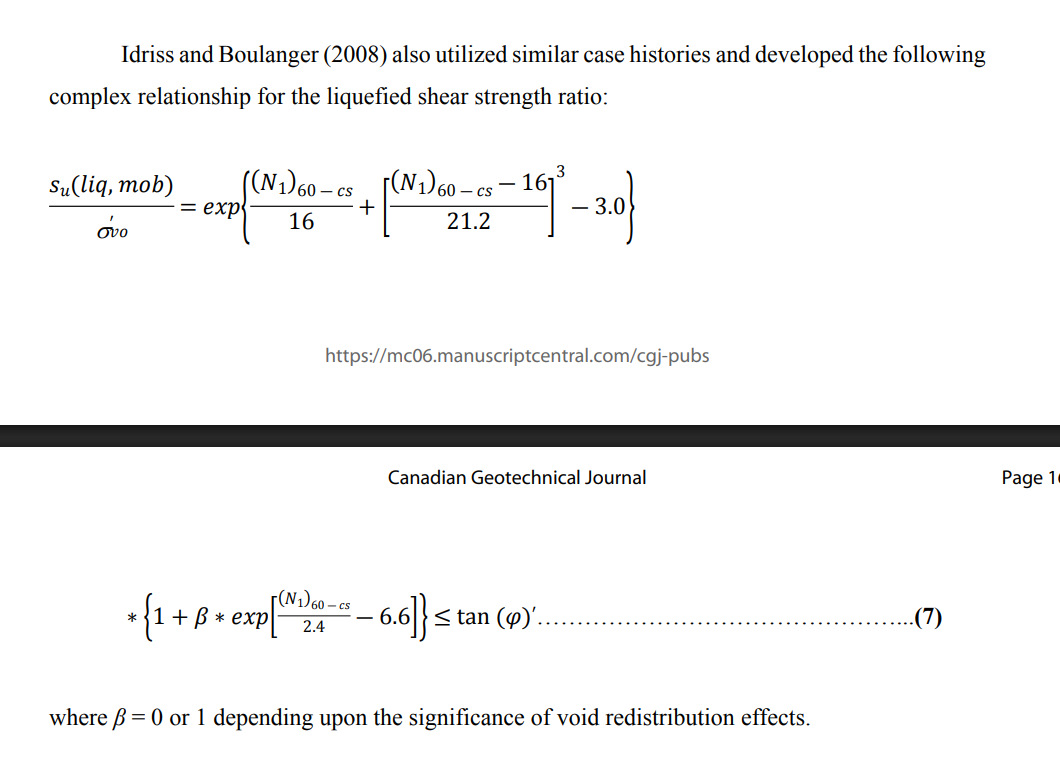 Idriss and Boulanger (2008) also utilized similar case histories and developed the following
complex relationship for the liquefied shear strength ratio:
s_u(liq, mob) / σ′_vo = exp{(N₁)₆₀₋cs / 16 + [((N₁)₆₀₋cs − 16) / 21.2]³ − 3.0}
https://mc06.manuscriptcentral.com/cgj-pubs
Canadian Geotechnical Journal Page 1
* {1 + β * exp[(N₁)₆₀₋cs / 2.4 − 6.6]} ≤ tan (φ)′……………………………………………...(7)
where β = 0 or 1 depending upon the significance of void redistribution effects.